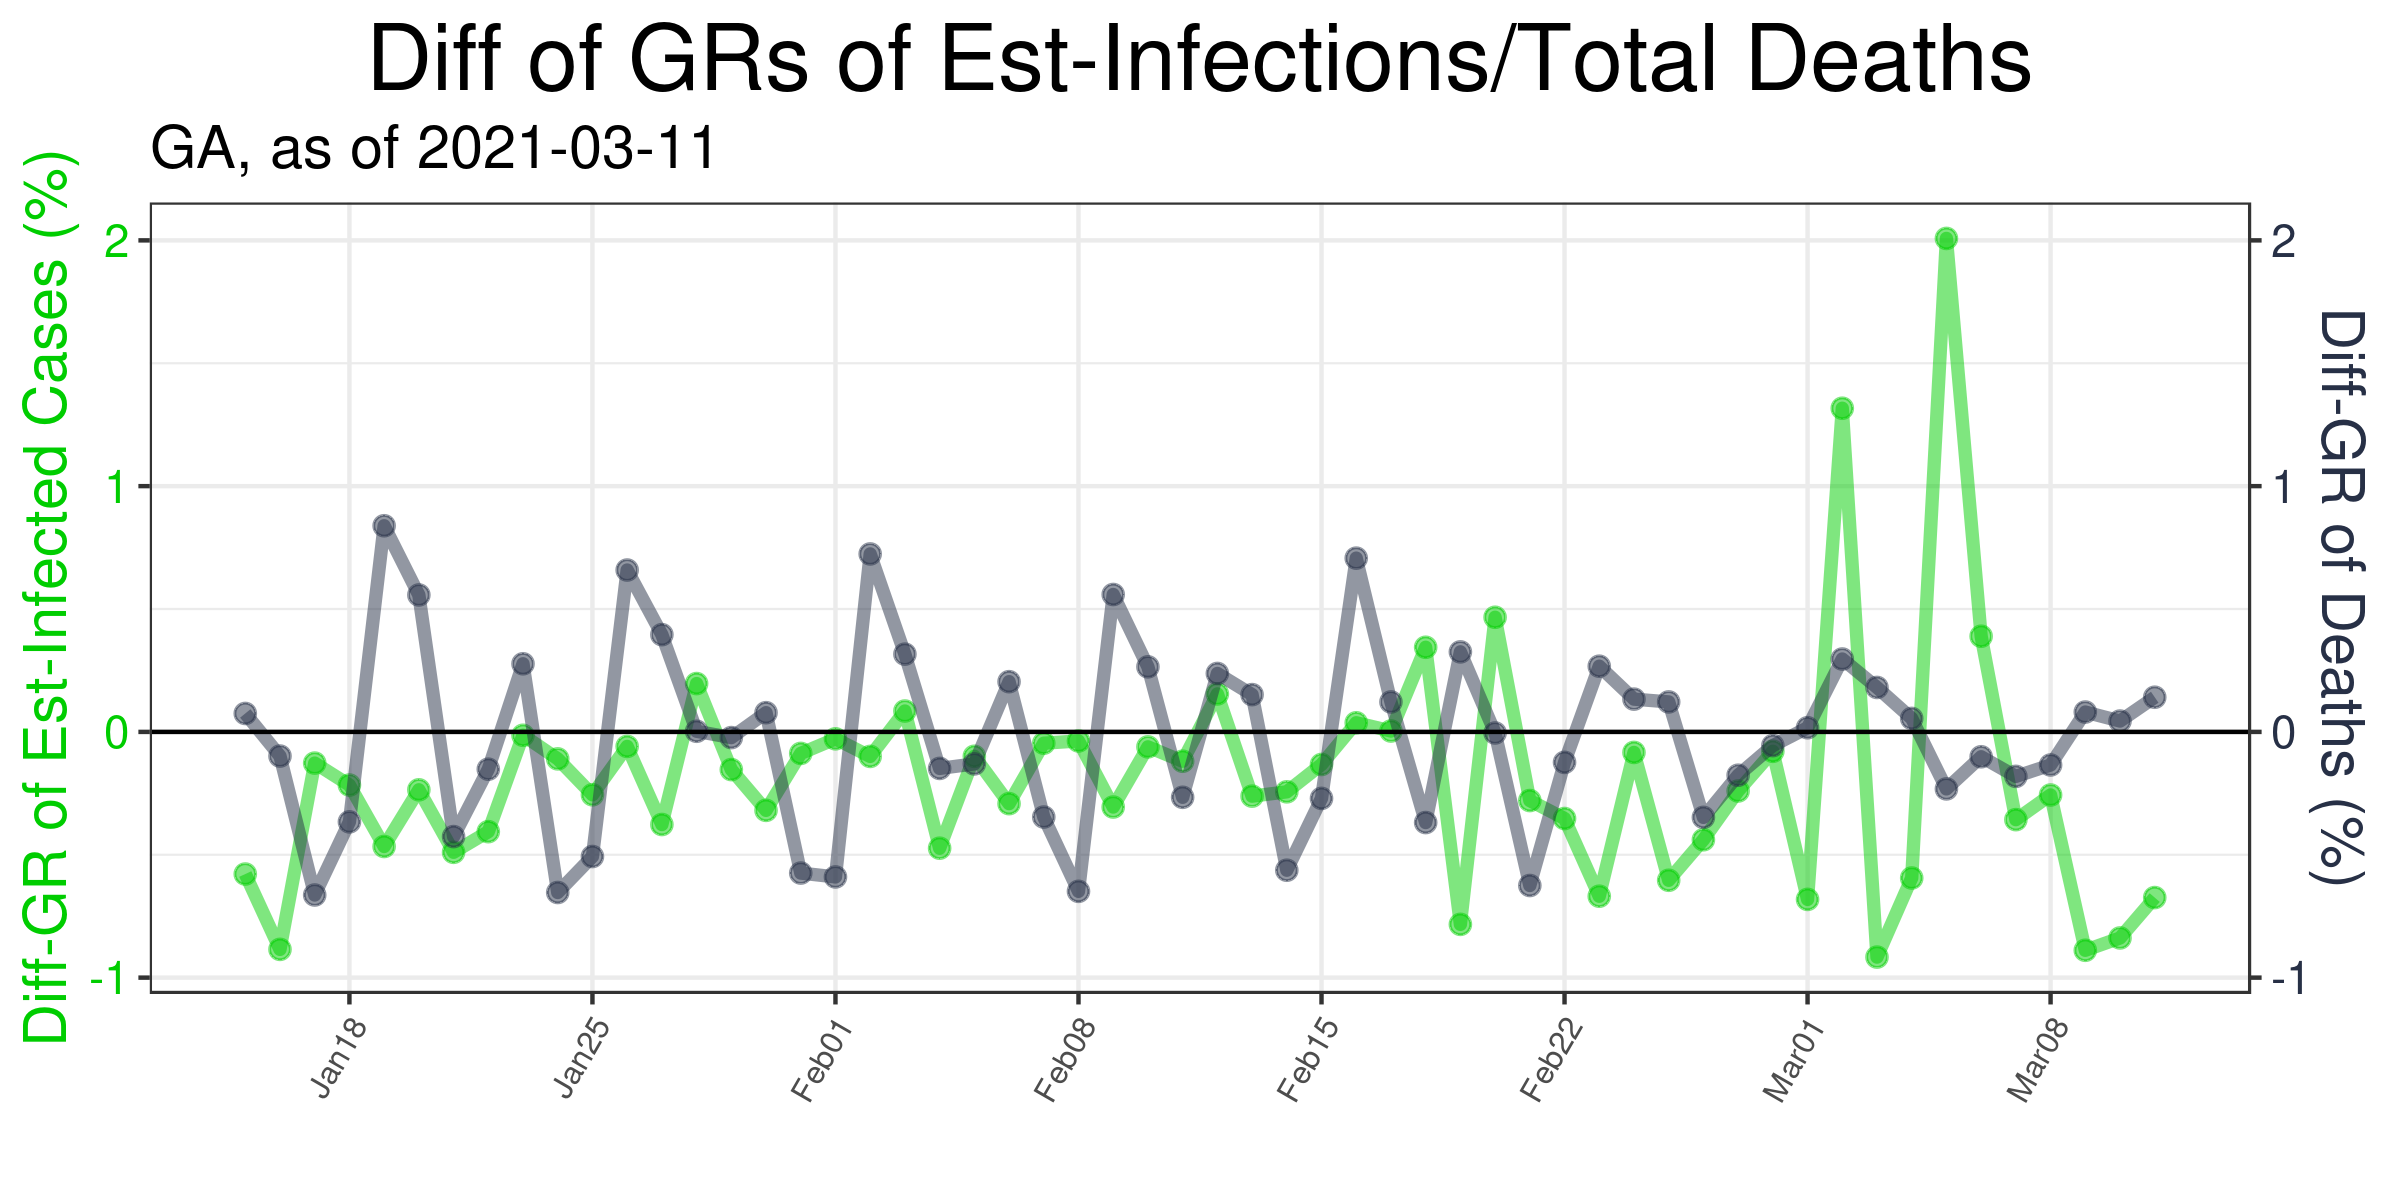 Diff of GRs of Est-Infections/Total Deaths
GA, as of 2021-03-11
Diff-GR of Est-Infected Cases (%)
2
1
0
-1
2
1
0
-1
Diff-GR of Deaths (%)
Jan18
Jan25
Feb01
Feb08
Feb15
Feb22
Mar01
Mar08